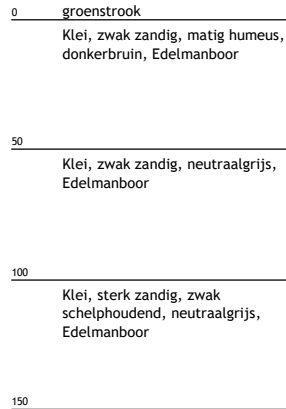 0 groenstrook
Klei, zwak zandig, matig humeus,
donkerbruin, Edelmanboor
50
Klei, zwak zandig, neutraalgrijs,
Edelmanboor
100
Klei, sterk zandig, zwak
schelphoudend, neutraalgrijs,
Edelmanboor
150